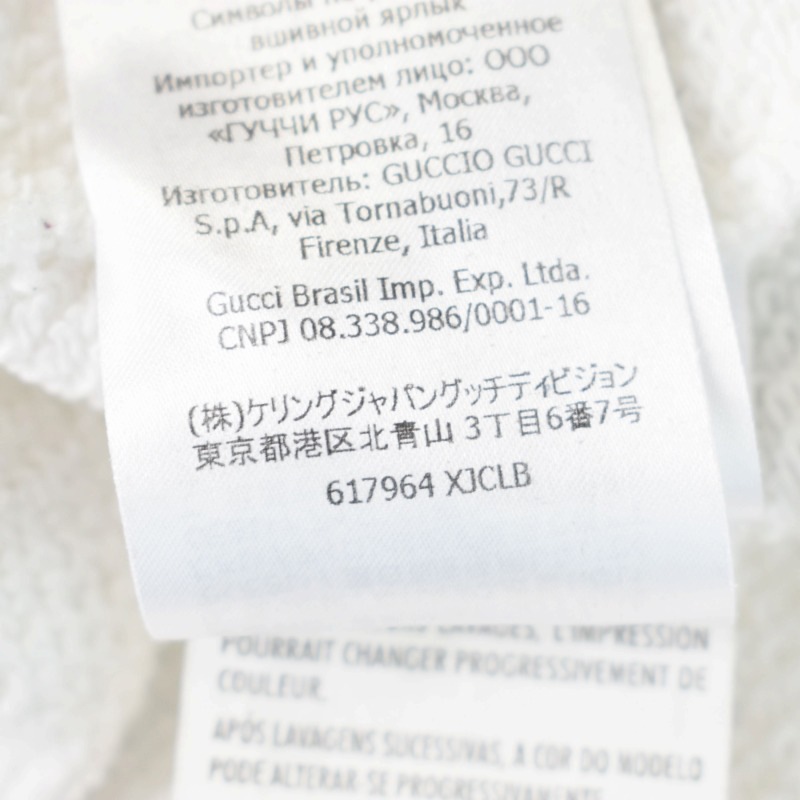 Символы
вшивной ярлык
Импортер и уполномоченное
изготовителем лицо: ООО
«ГУЧЧИ РУС», Москва,
Петровка, 16
Изготовитель: GUCCIO GUCCI
S.p.A, via Tornabuoni,73/R
Firenze, Italia
Gucci Brasil Imp. Exp. Ltda.
CNPJ 08.338.986/0001-16
(株)ケリングジャパングッチディビジョン
東京都港区北青山 3丁目6番7号
617964 XJCLB
LAVAGES, L'IMPRESSION
POURRAIT CHANGER PROGRESSIVEMENT DE
COULEUR.
APÓS LAVAGENS SUCESSIVAS, A COR DO MODELO
PODE ALTERAR-SE PROGRESSIVAMENTE